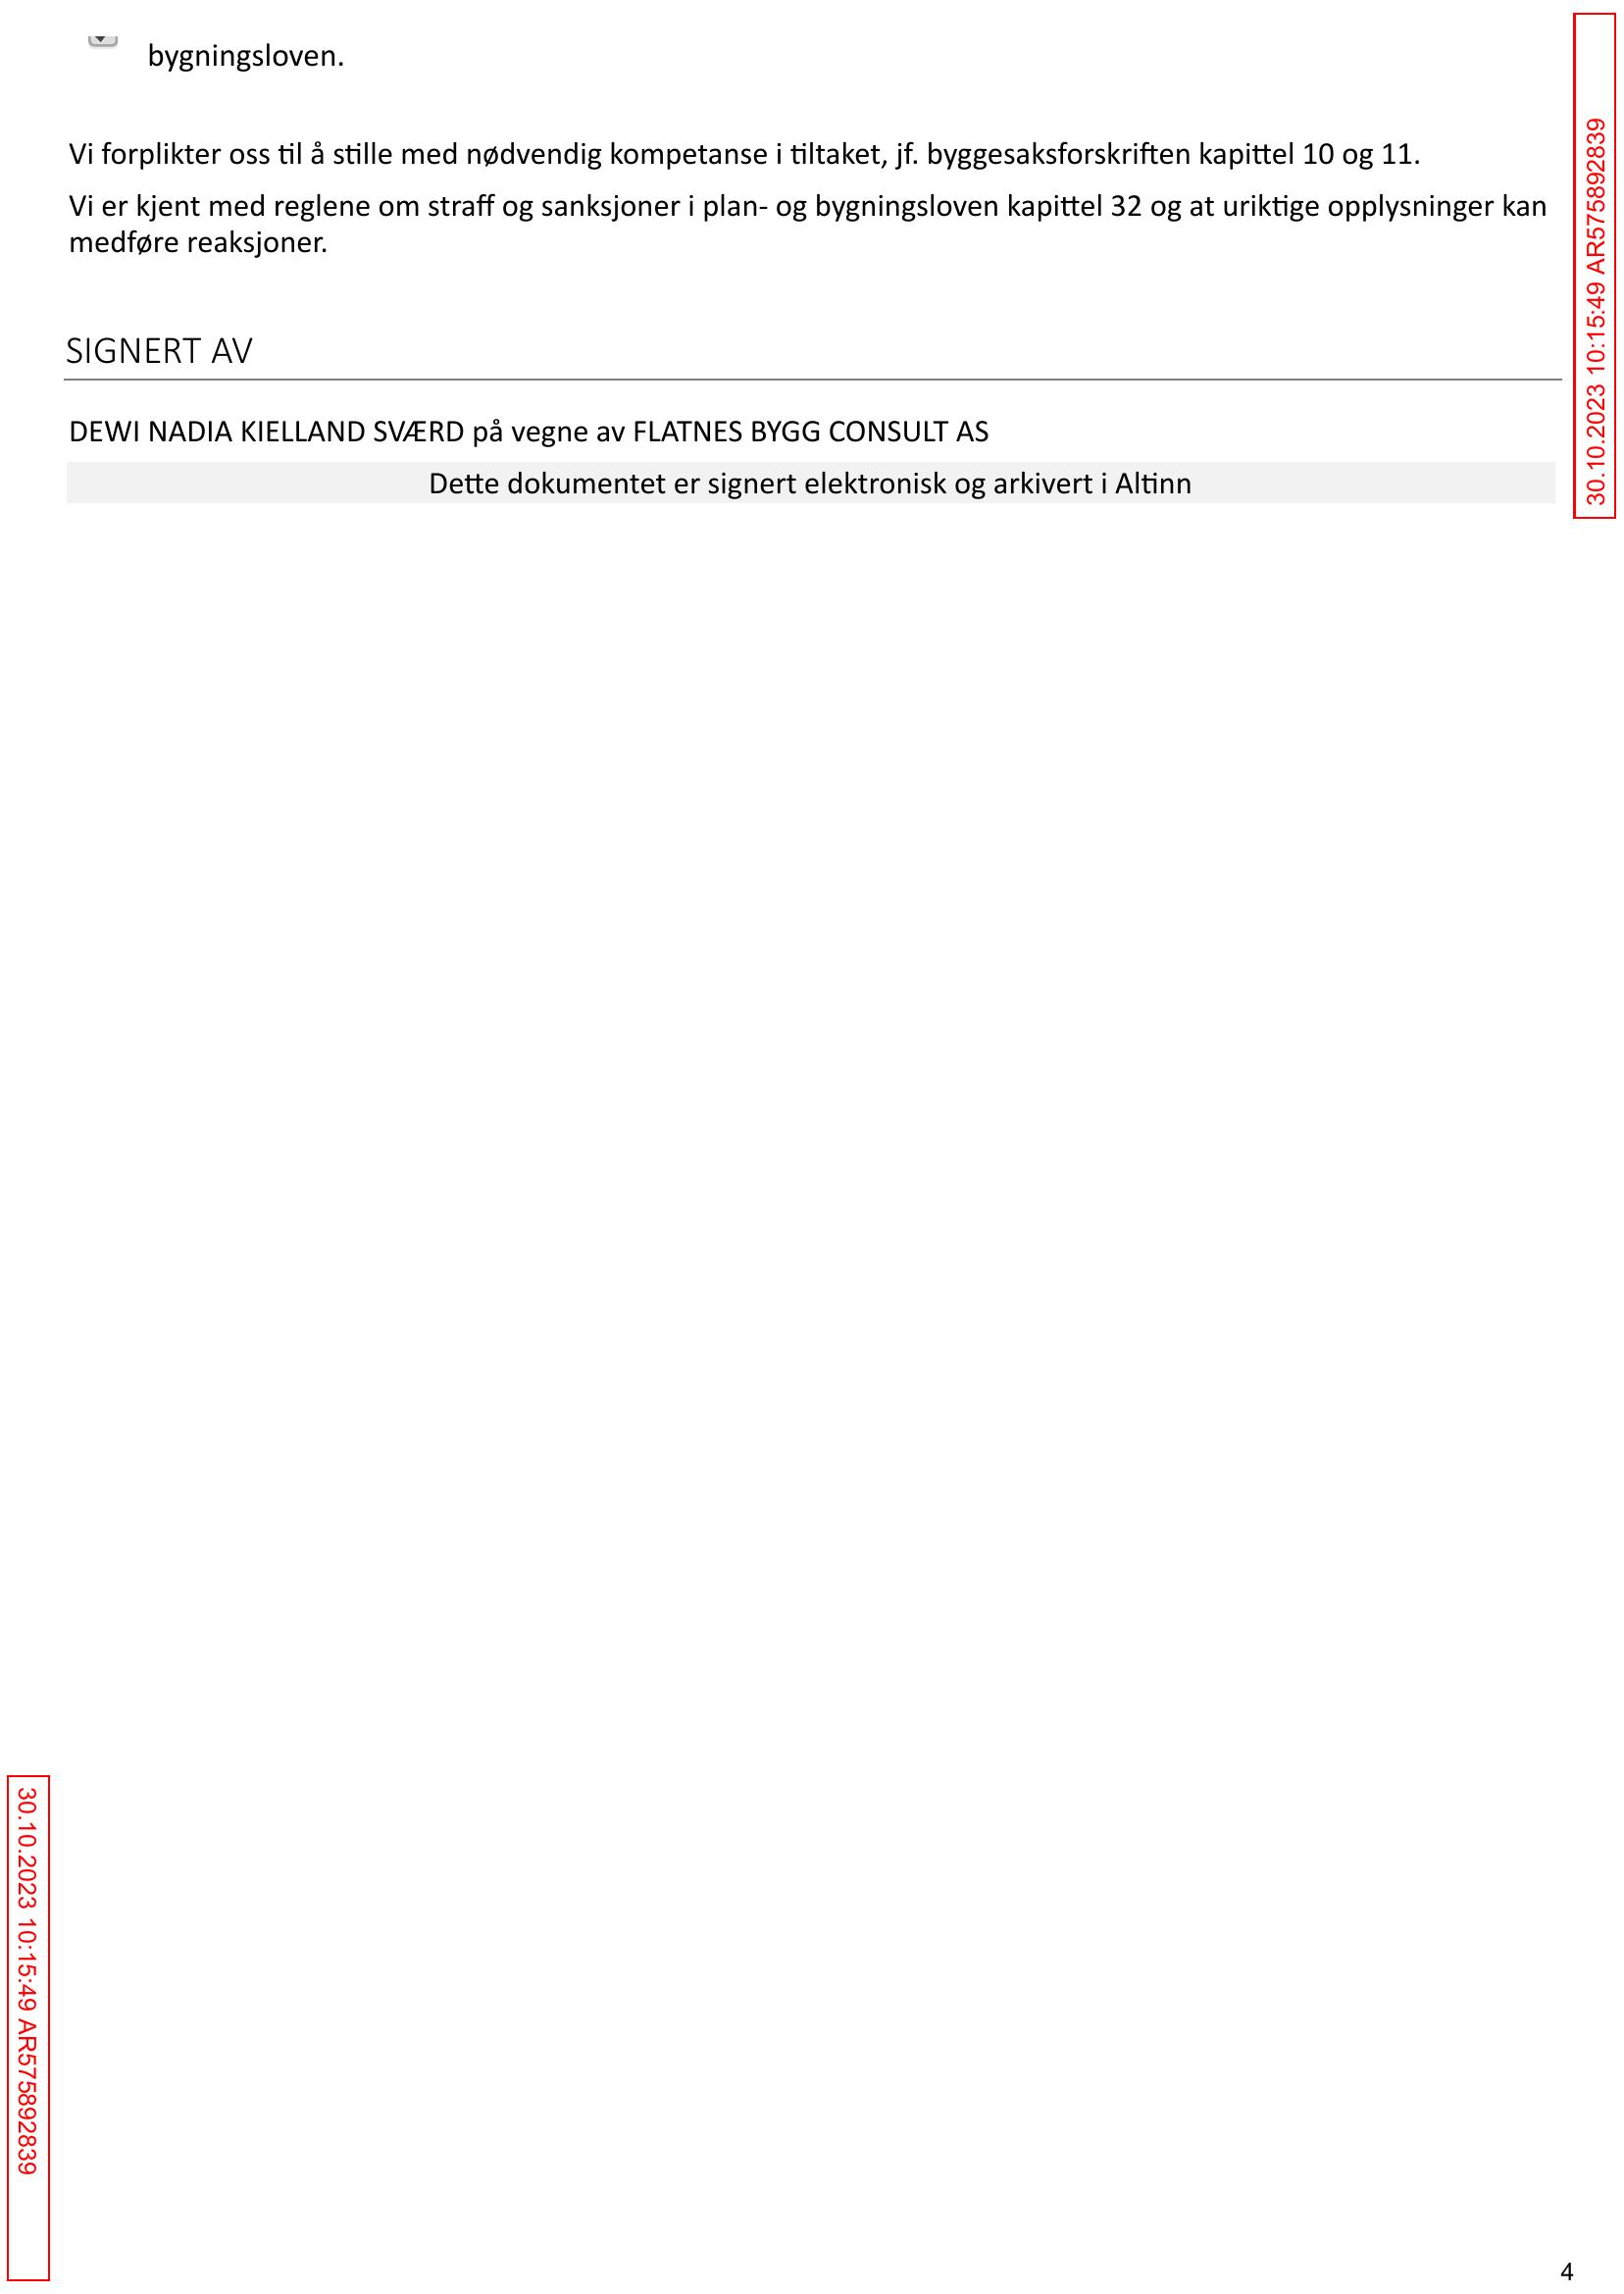 bygningsloven.
Vi forplikter oss til å stille med nødvendig kompetanse i tiltaket, jf. byggesaksforskriften kapittel 10 og 11.
Vi er kjent med reglene om straff og sanksjoner i plan- og bygningsloven kapittel 32 og at uriktige opplysninger kan
medføre reaksjoner.
SIGNERT AV
DEWI NADIA KIELLAND SVÆRD på vegne av FLATNES BYGG CONSULT AS
Dette dokumentet er signert elektronisk og arkivert i Altinn
30.10.2023 10:15:49 AR575892839
30.10.2023 10:15:49 AR575892839
4